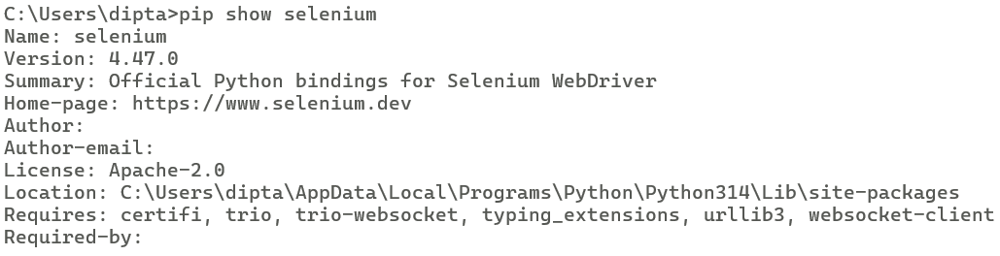 C:\Users\dipta>pip show selenium
Name: selenium
Version: 4.47.0
Summary: Official Python bindings for Selenium WebDriver
Home-page: https://www.selenium.dev
Author:
Author-email:
License: Apache-2.0
Location: C:\Users\dipta\AppData\Local\Programs\Python\Python314\Lib\site-packages
Requires: certifi, trio, trio-websocket, typing_extensions, urllib3, websocket-client
Required-by: